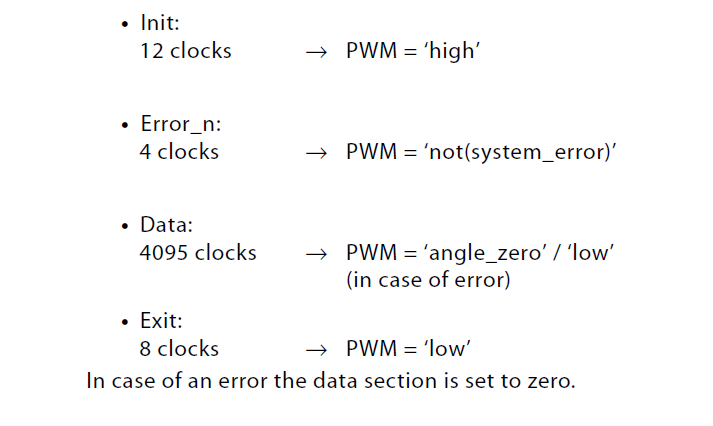 • Init:
12 clocks → PWM = ‘high’
• Error_n:
4 clocks → PWM = ‘not(system_error)’
• Data:
4095 clocks → PWM = ‘angle_zero’ / ‘low’
(in case of error)
• Exit:
8 clocks → PWM = ‘low’
In case of an error the data section is set to zero.